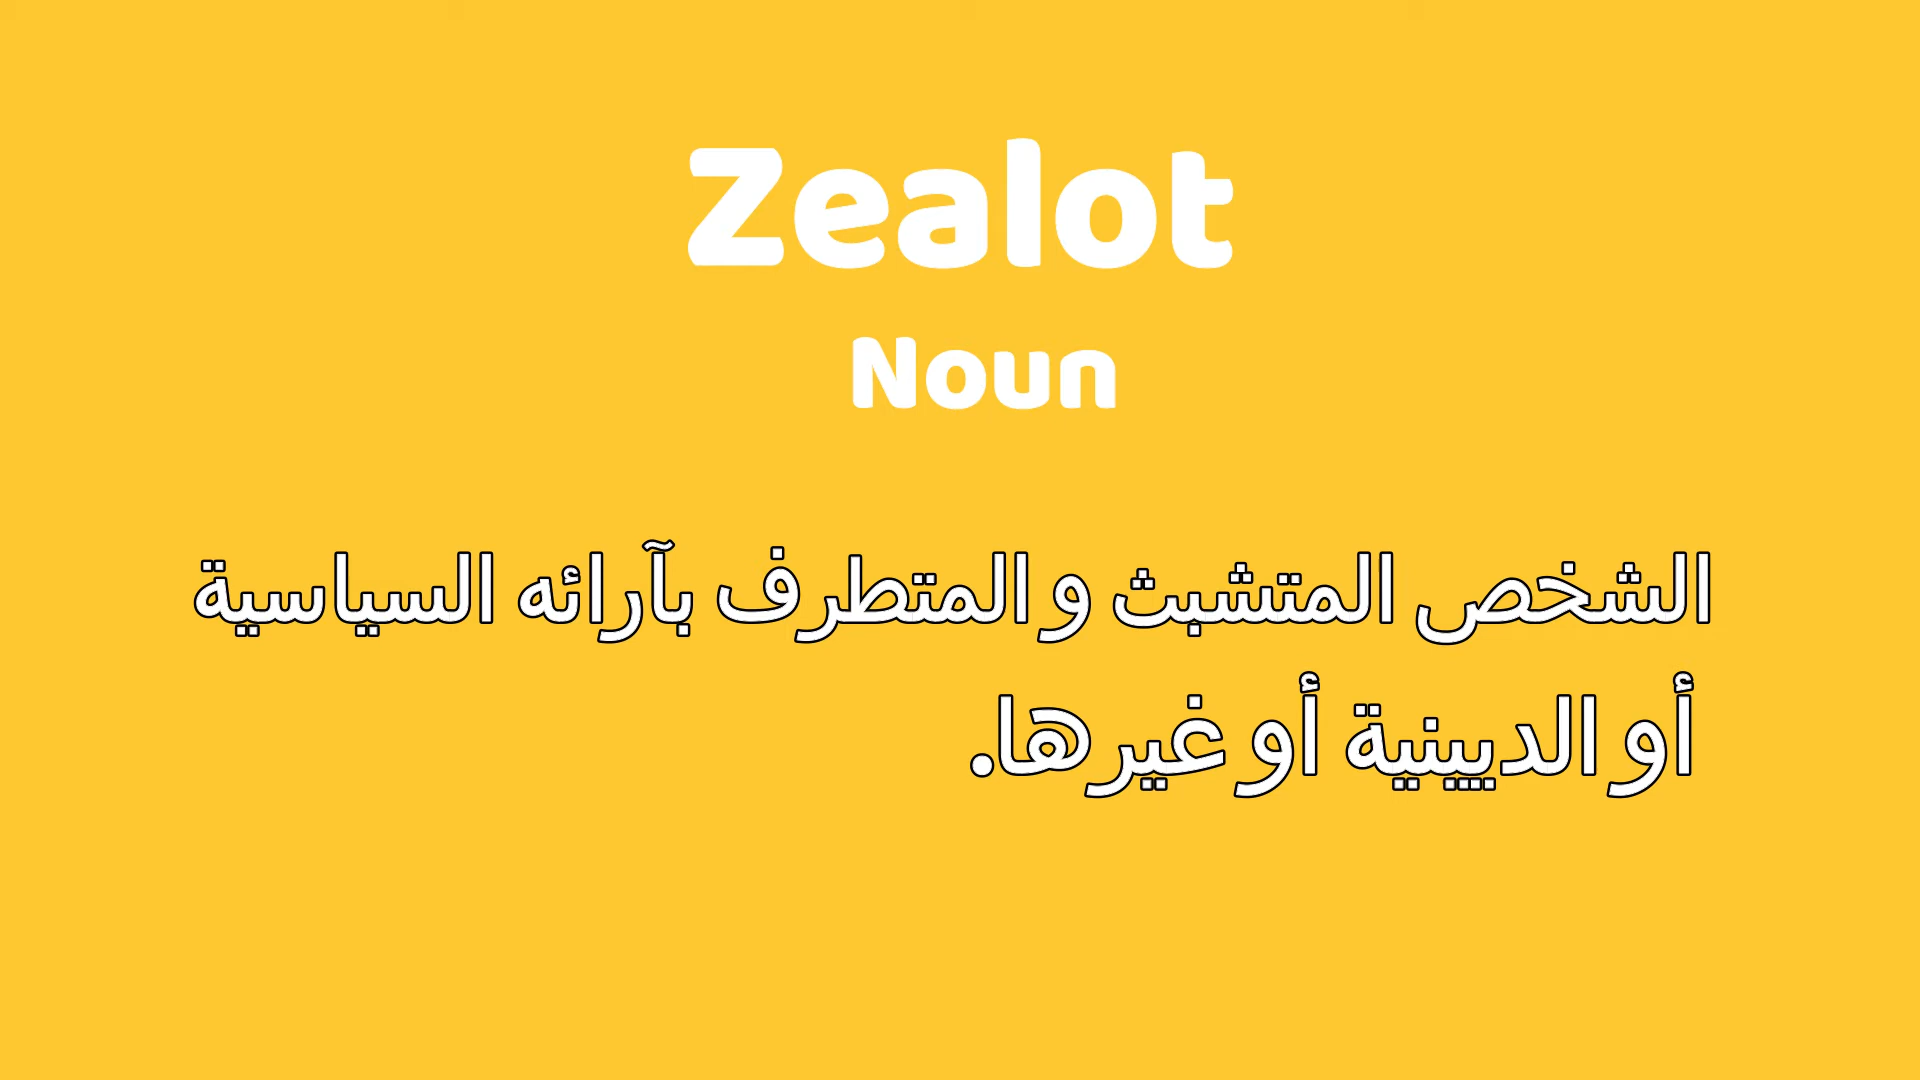 Zealot
Noun
الشخص المتشبث و المتطرف بآرائه السياسية
أو الديينية أو غيرها.